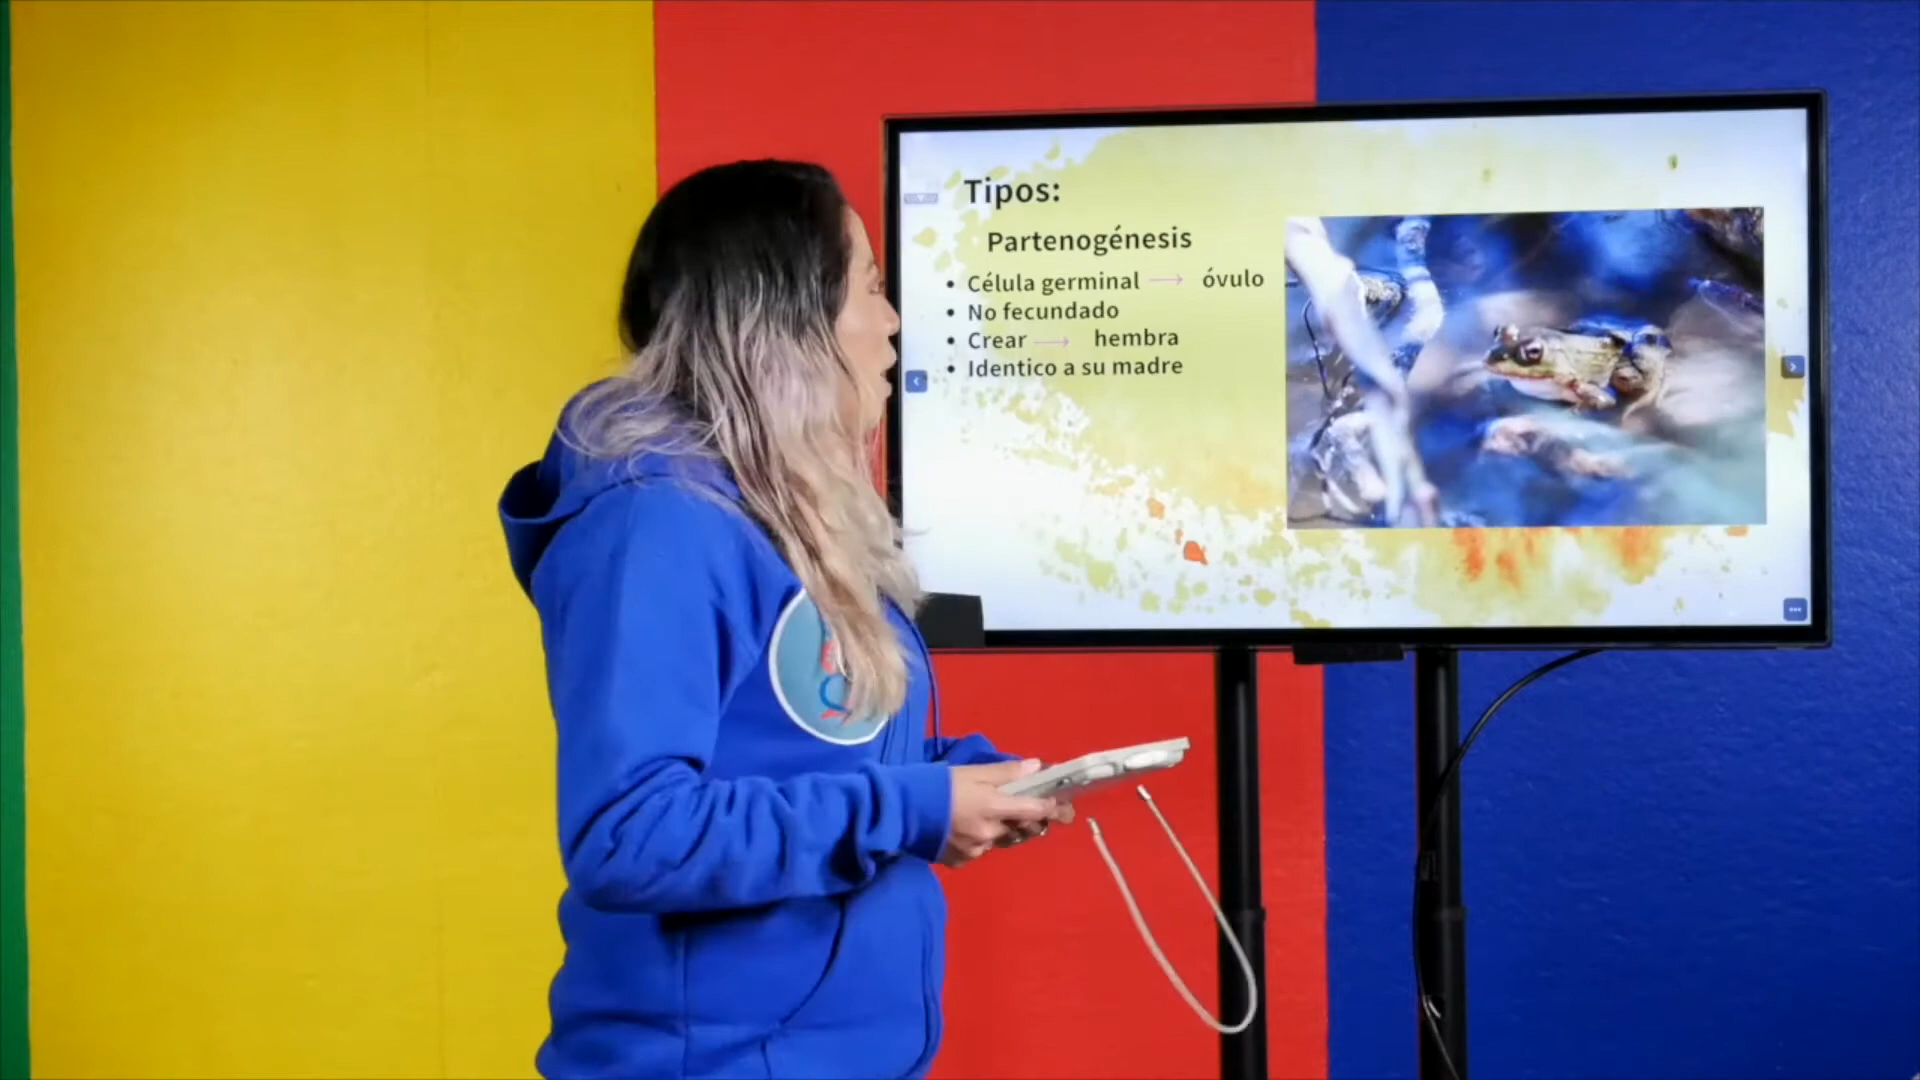 Tipos:
Partenogénesis
• Célula germinal → óvulo
• No fecundado
• Crear → hembra
• Identico a su madre